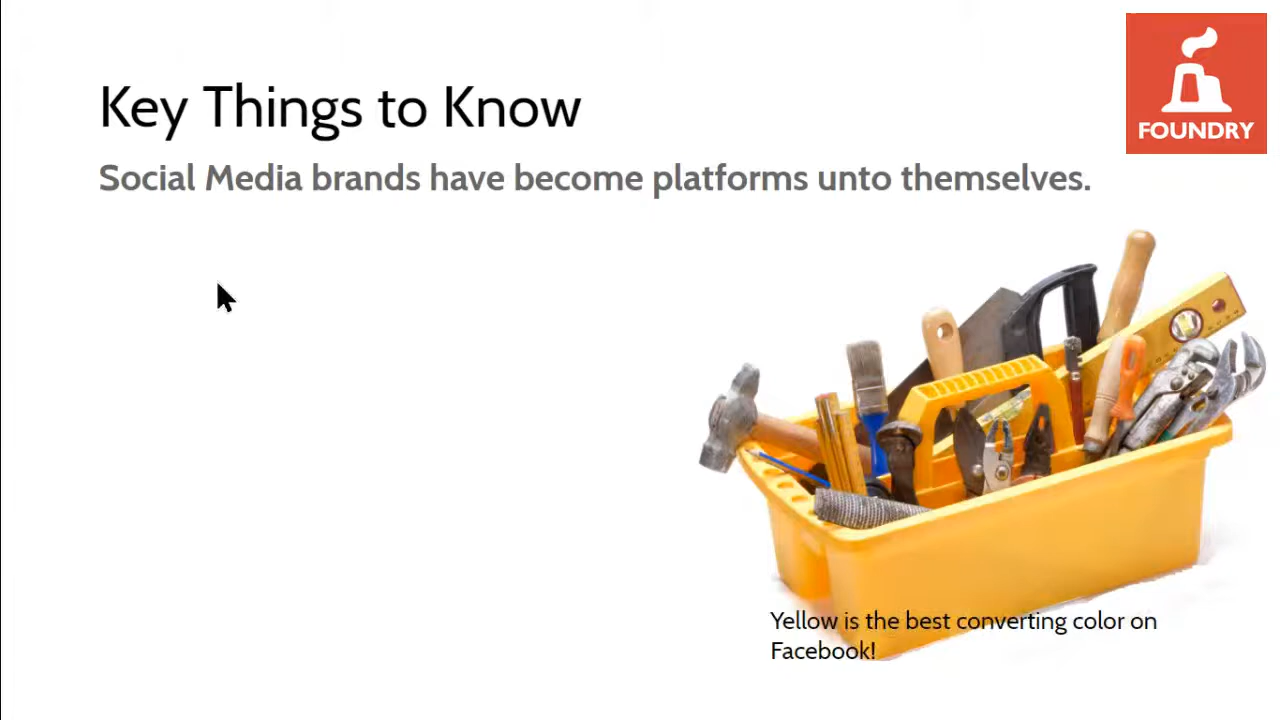 FOUNDRY
Key Things to Know
Social Media brands have become platforms unto themselves.
Yellow is the best converting color on
Facebook!